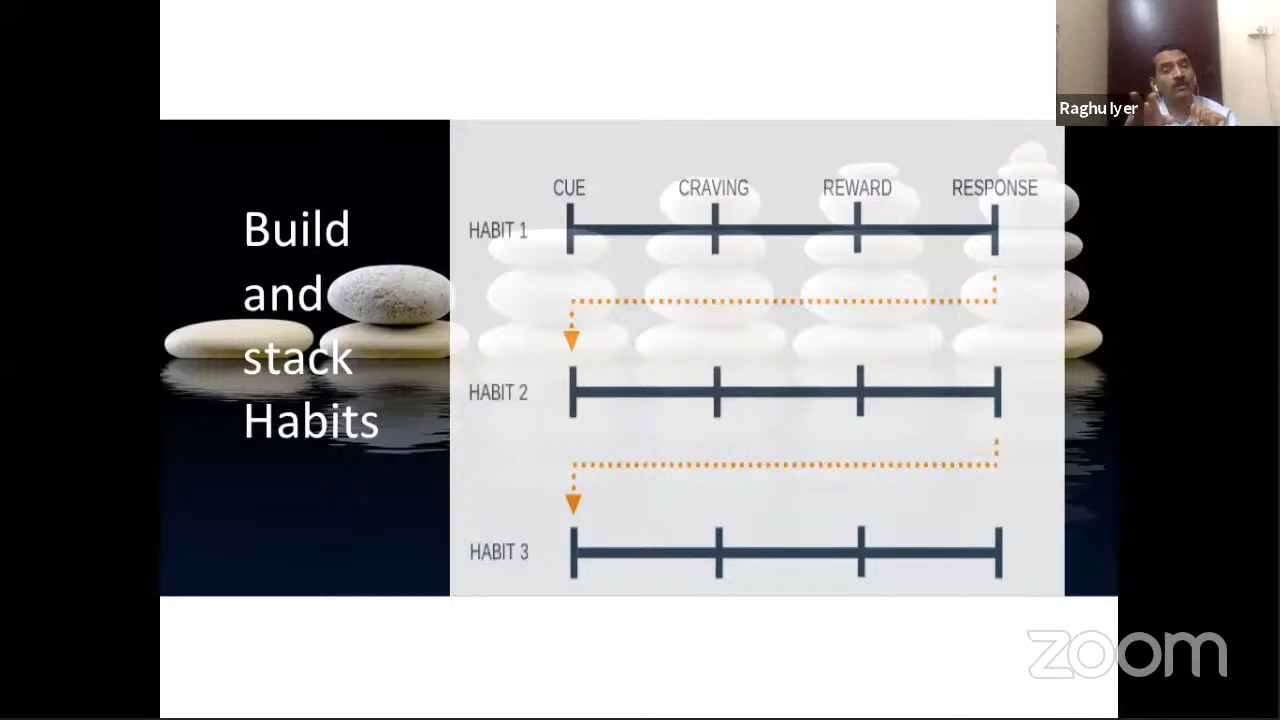 Raghu Iyer
Build
and
stack
Habits
CUE CRAVING REWARD RESPONSE
HABIT 1
HABIT 2
HABIT 3
zoom